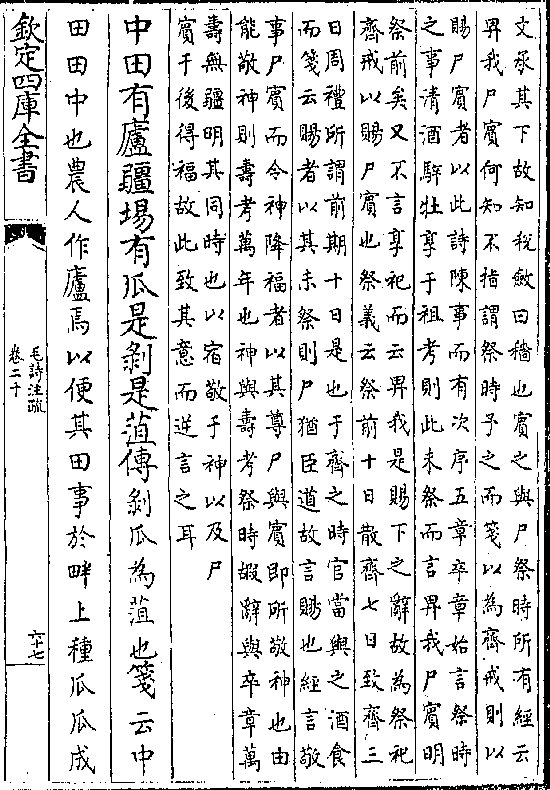 文承其下故知稅斂曰穡也賓之與尸祭時所有經云
畀我尸賓何知不指謂祭時予之而箋以為齊戒則以
賜尸賓者以此詩陳事而有次序五章卒章始言祭時
之事清酒騂牡享于祖考則此未祭而言畀我尸賓明
祭前矣又不言享祀而云畀我是賜下之辭故為祭祀
齊戒以賜尸賓也祭義云祭前十日散齊七日致齊三
日周禮所謂前期十日是也于齊之時官當與之酒食
而箋云賜者以其未祭則尸猶臣道故言賜也經言敬
事尸賓而令神降福者以其尊尸與賓即所敬神也由
能敬神則壽考萬年也神與壽考祭時嘏辭與卒章萬
壽無疆明其同時也以宿敬于神以及尸
賓千後得福故此致其意而逆言之耳
中田有廬疆埸有瓜是剝是菹傳剝瓜為菹也箋云中
田田中也農人作廬焉以便其田事於畔上種瓜瓜成
欽定四庫全書
毛詩注疏
卷二十
六十七